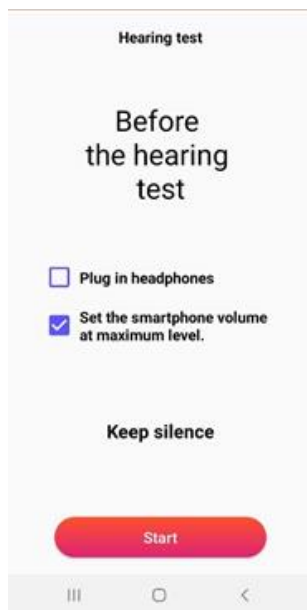 Hearing test
Before
the hearing
test
Plug in headphones
Set the smartphone volume
at maximum level.
Keep silence
Start